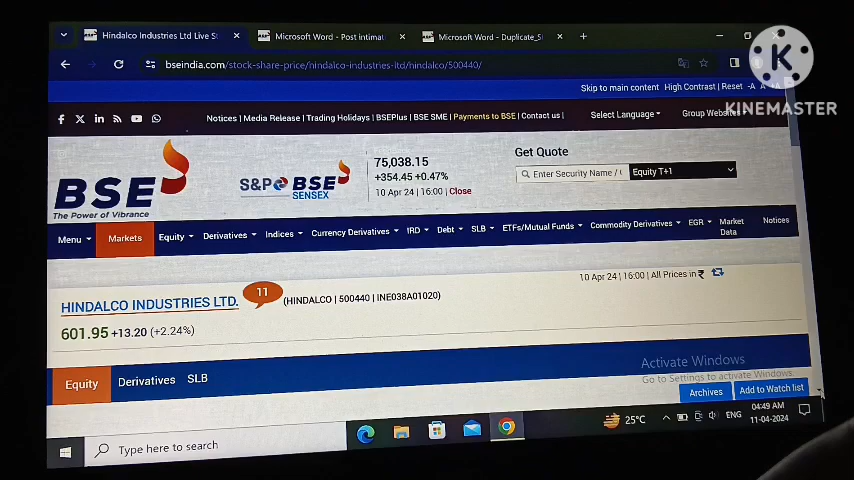 Hindalco Industries Ltd Live St
Microsoft Word - Post intimat
Microsoft Word - Duplicate_S
bseindia.com/stock-share-price/hindalco-industries-ltd/hindalco/500440/
KINEMASTER
Skip to main content High Contrast | Reset -A A +A
Notices | Media Release | Trading Holidays | BSEPlus | BSE SME | Payments to BSE | Contact us |
Select Language
Group Websites
BSE
The Power of Vibrance
S&P BSE
SENSEX
75,038.15
+354.45 +0.47%
10 Apr 24 | 16:00 | Close
Get Quote
Enter Security Name / (
Equity T+1
Menu Markets Equity Derivatives Indices Currency Derivatives IRD Debt SLB ETFs/Mutual Funds Commodity Derivatives EGR Market Data Notices
10 Apr 24 | 16:00 | All Prices in ₹
HINDALCO INDUSTRIES LTD. 11 (HINDALCO | 500440 | INE038A01020)
601.95 +13.20 (+2.24%)
Equity Derivatives SLB
Activate Windows
Go to Settings to activate Windows.
Archives Add to Watch list
Type here to search
25°C
ENG
04:49 AM
11-04-2024